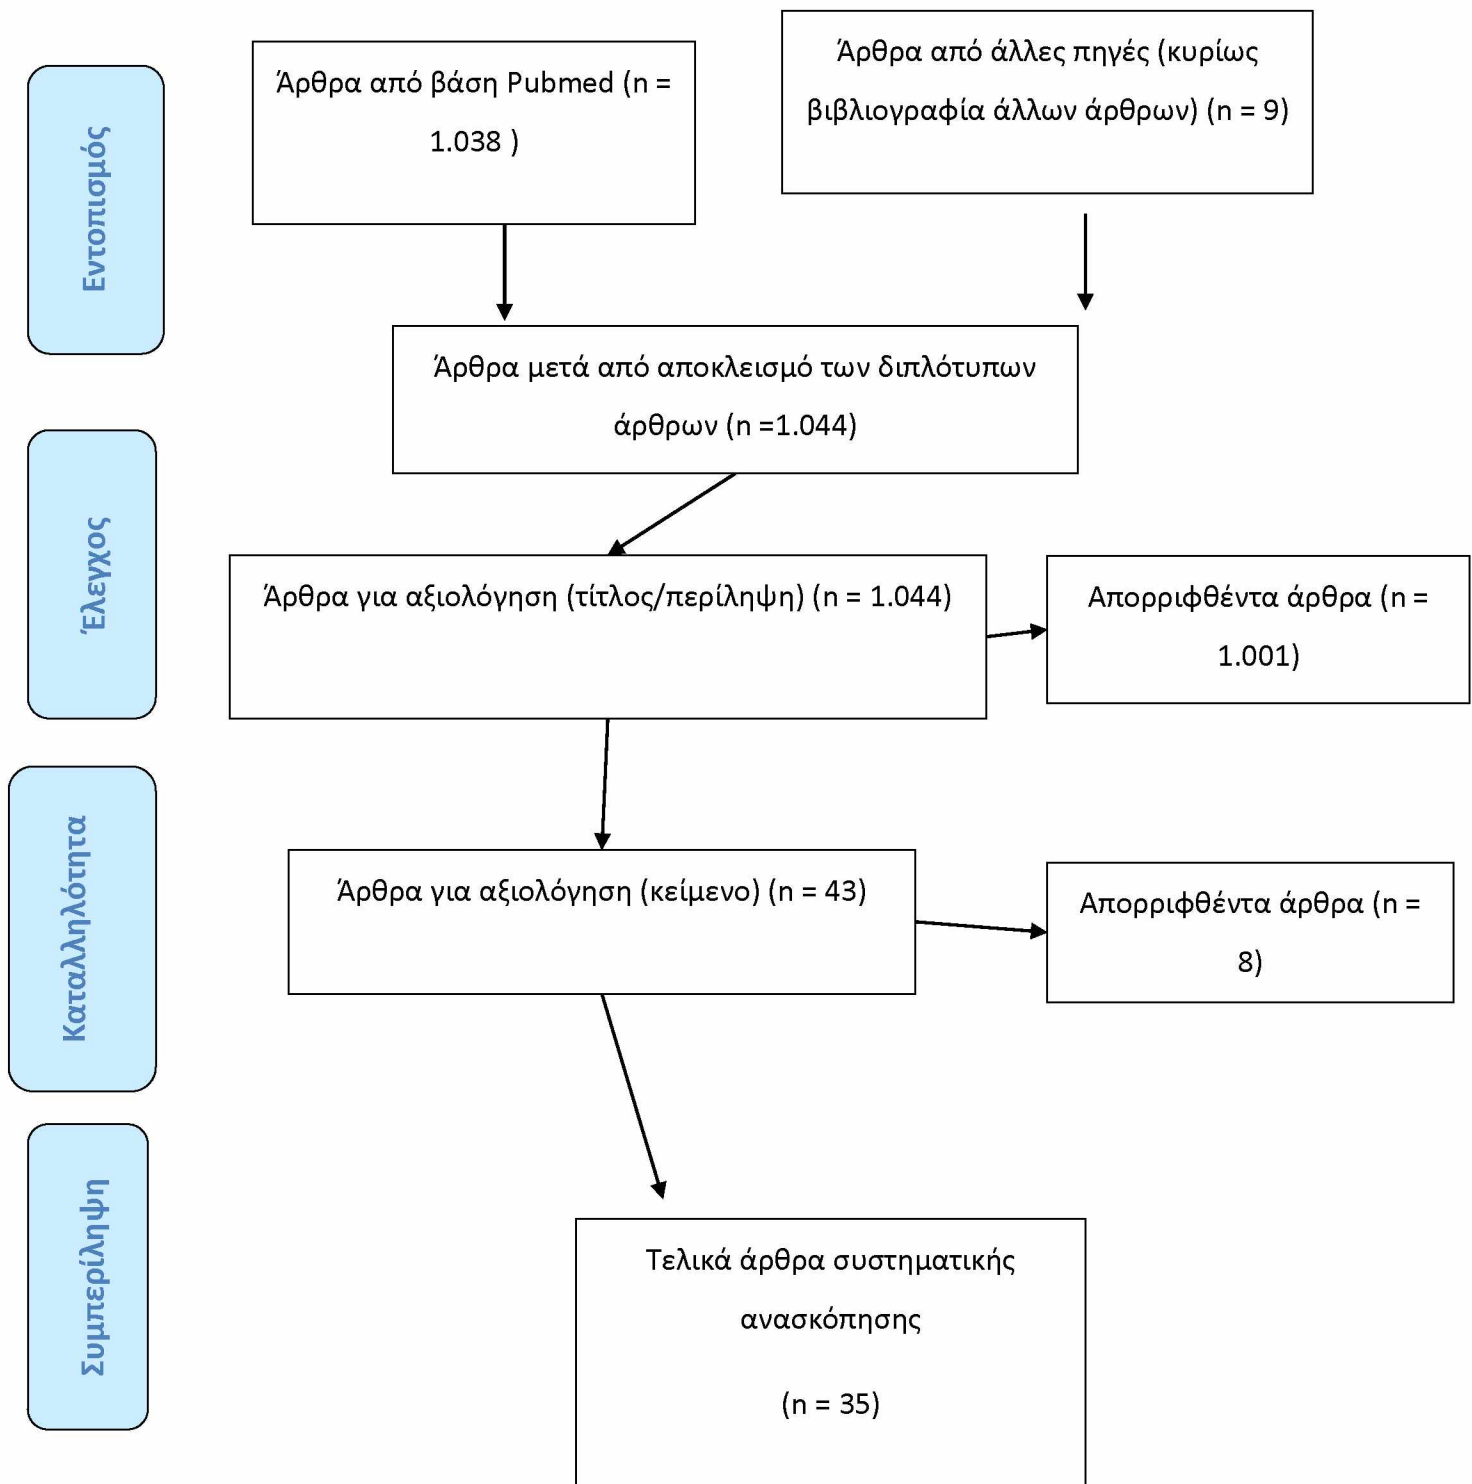 Εντοπισμός
Άρθρα από βάση Pubmed (n =
1.038 )
Άρθρα από άλλες πηγές (κυρίως
βιβλιογραφία άλλων άρθρων) (n = 9)
Άρθρα μετά από αποκλεισμό των διπλότυπων
άρθρων (n =1.044)
Έλεγχος
Άρθρα για αξιολόγηση (τίτλος/περίληψη) (n = 1.044)
Απορριφθέντα άρθρα (n =
1.001)
Καταλληλότητα
Άρθρα για αξιολόγηση (κείμενο) (n = 43)
Απορριφθέντα άρθρα (n =
8)
Συμπερίληψη
Τελικά άρθρα συστηματικής
ανασκόπησης
(n = 35)